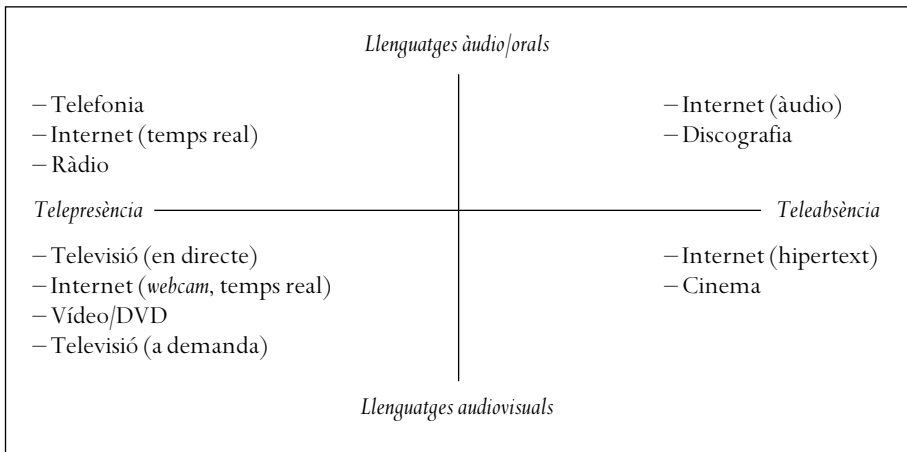 Llenguatges àudio/orals
– Telefonia
– Internet (temps real)
– Ràdio
– Internet (àudio)
– Discografia
Telepresència
Teleabsència
– Televisió (en directe)
– Internet (webcam, temps real)
– Vídeo/DVD
– Televisió (a demanda)
– Internet (hipertext)
– Cinema
Llenguatges audiovisuals